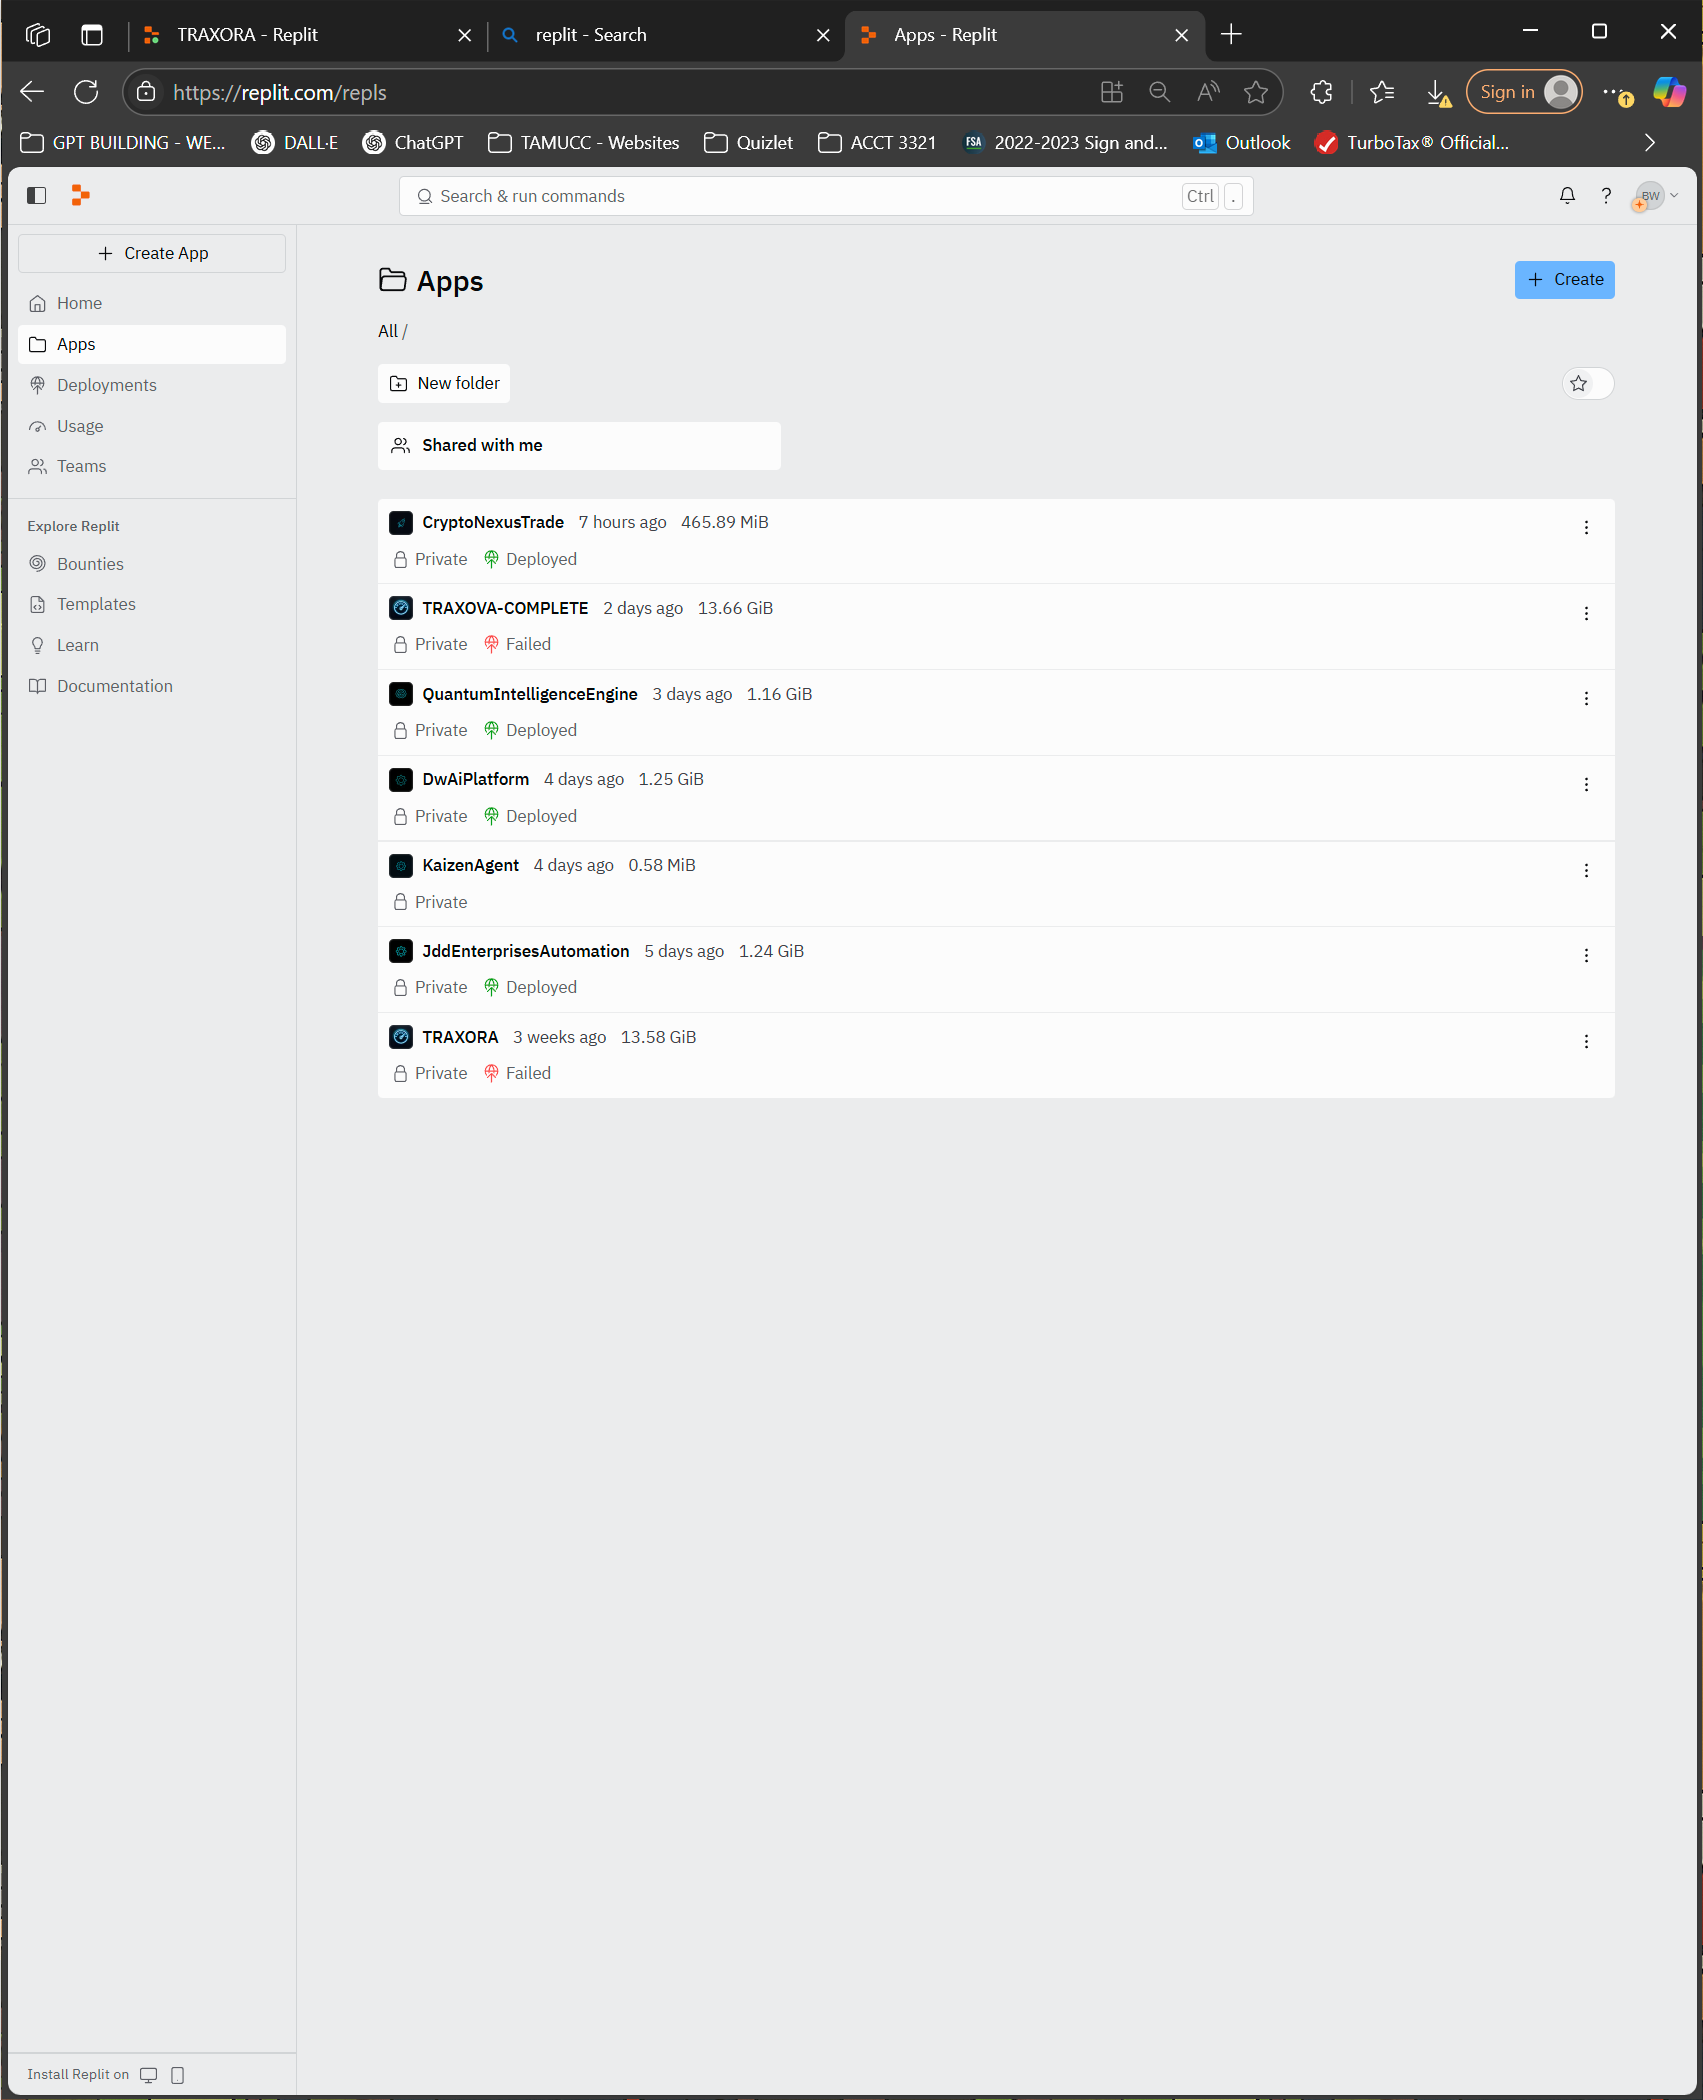 TRAXORA - Replit
replit - Search
Apps - Replit
https://replit.com/repls
Sign in
GPT BUILDING - WE...
DALL·E
ChatGPT
TAMUCC - Websites
Quizlet
ACCT 3321
FSA
2022-2023 Sign and...
Outlook
TurboTax® Official...
Search & run commands
Ctrl .
BW
Create App
Home
Apps
Deployments
Usage
Teams
Explore Replit
Bounties
Templates
Learn
Documentation
Install Replit on
Apps
Create
All /
New folder
Shared with me
CryptoNexusTrade 7 hours ago 465.89 MiB
Private Deployed
TRAXOVA-COMPLETE 2 days ago 13.66 GiB
Private Failed
QuantumIntelligenceEngine 3 days ago 1.16 GiB
Private Deployed
DwAiPlatform 4 days ago 1.25 GiB
Private Deployed
KaizenAgent 4 days ago 0.58 MiB
Private
JddEnterprisesAutomation 5 days ago 1.24 GiB
Private Deployed
TRAXORA 3 weeks ago 13.58 GiB
Private Failed